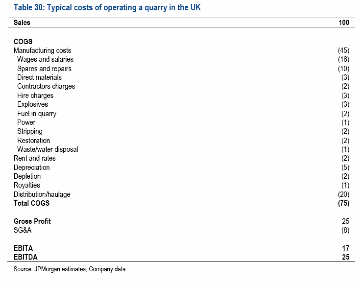 Table 30: Typical costs of operating a quarry in the UK
Sales 100
COGS
Manufacturing costs (45)
Wages and salaries (16)
Spares and repairs (10)
Direct materials (3)
Contractors charges (2)
Hire charges (3)
Explosives (3)
Fuel in quarry (2)
Power (1)
Stripping (2)
Restoration (2)
Waste/water disposal (1)
Rent and rates (2)
Depreciation (5)
Depletion (2)
Royalties (1)
Distribution/haulage (20)
Total COGS (75)
Gross Profit 25
SG&A (8)
EBITA 17
EBITDA 25
Source: JPMorgan estimates, Company data